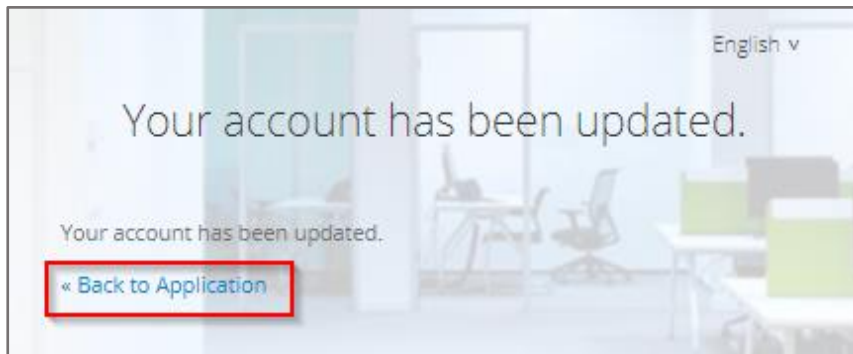 English v
Your account has been updated.
Your account has been updated.
« Back to Application